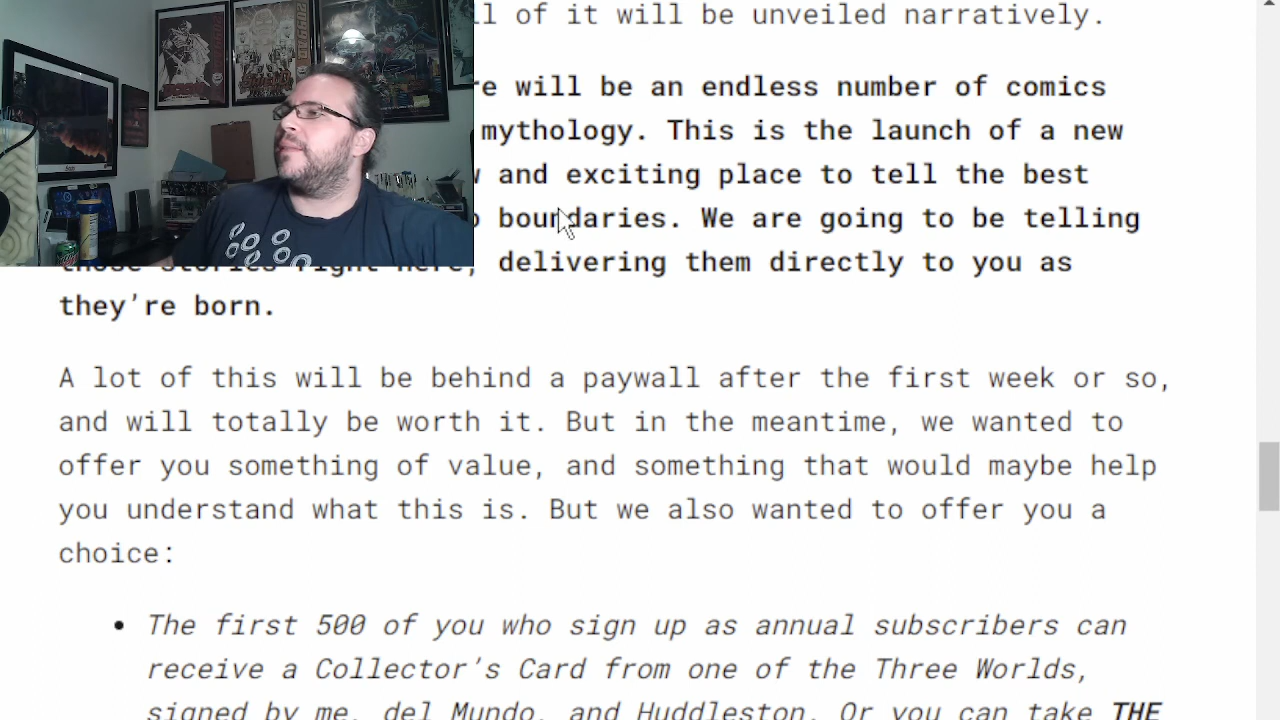 ll of it will be unveiled narratively.
re will be an endless number of comics
mythology. This is the launch of a new
and exciting place to tell the best
boundaries. We are going to be telling
those stories right here, delivering them directly to you as
they're born.
A lot of this will be behind a paywall after the first week or so,
and will totally be worth it. But in the meantime, we wanted to
offer you something of value, and something that would maybe help
you understand what this is. But we also wanted to offer you a
choice:
• The first 500 of you who sign up as annual subscribers can
receive a Collector's Card from one of the Three Worlds,
signed by me, del Mundo, and Huddleston. Or you can take THE